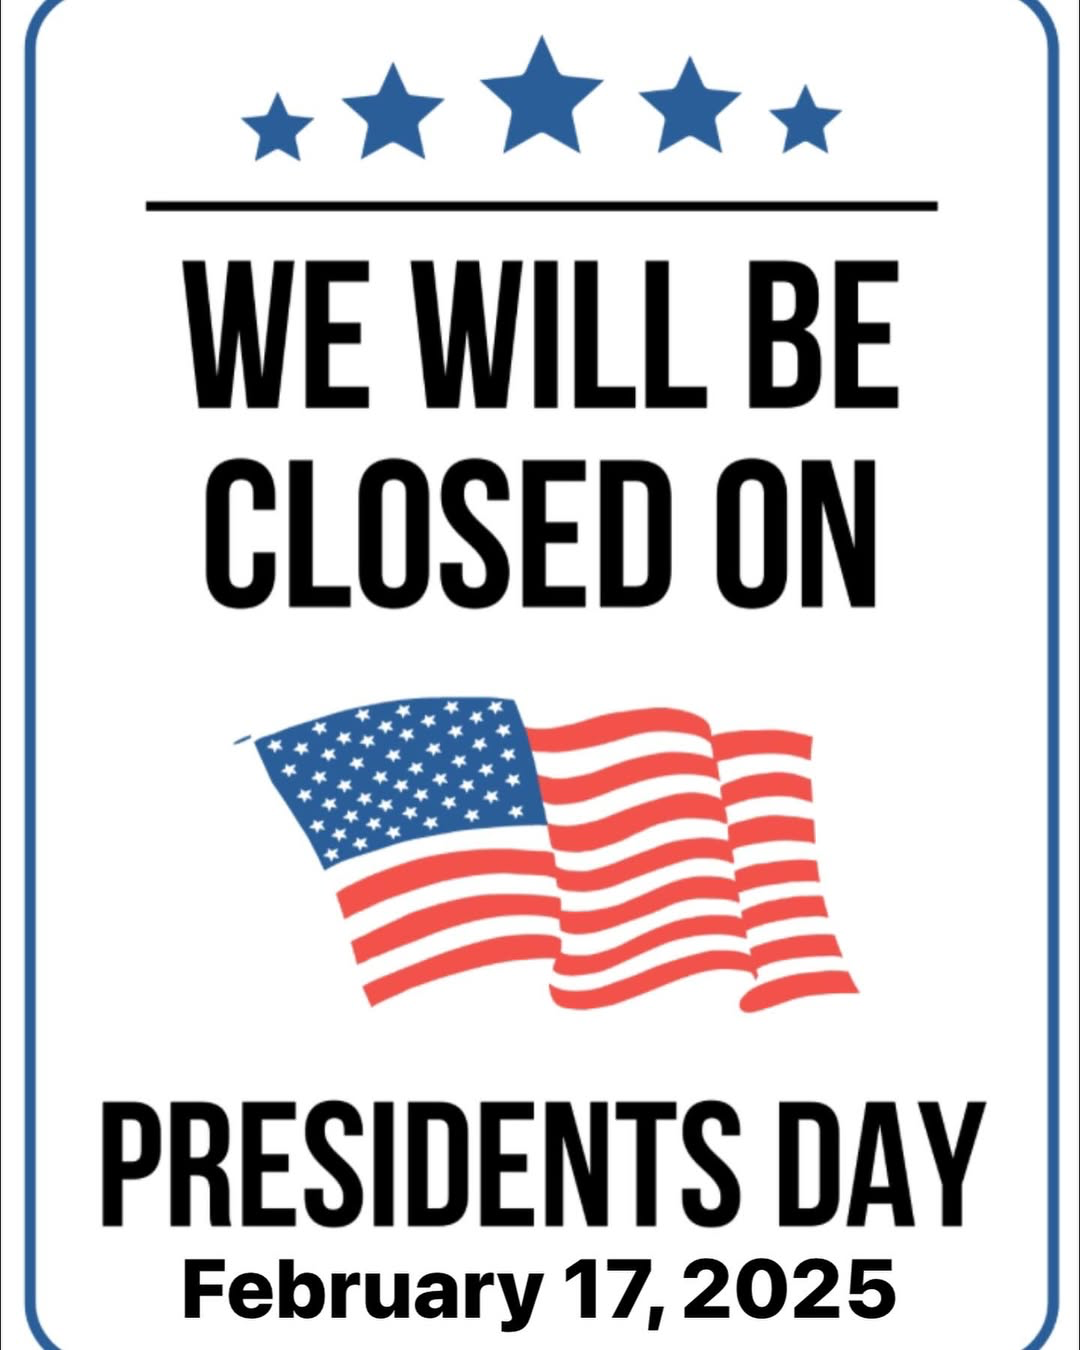 WE WILL BE
CLOSED ON
PRESIDENTS DAY
February 17, 2025